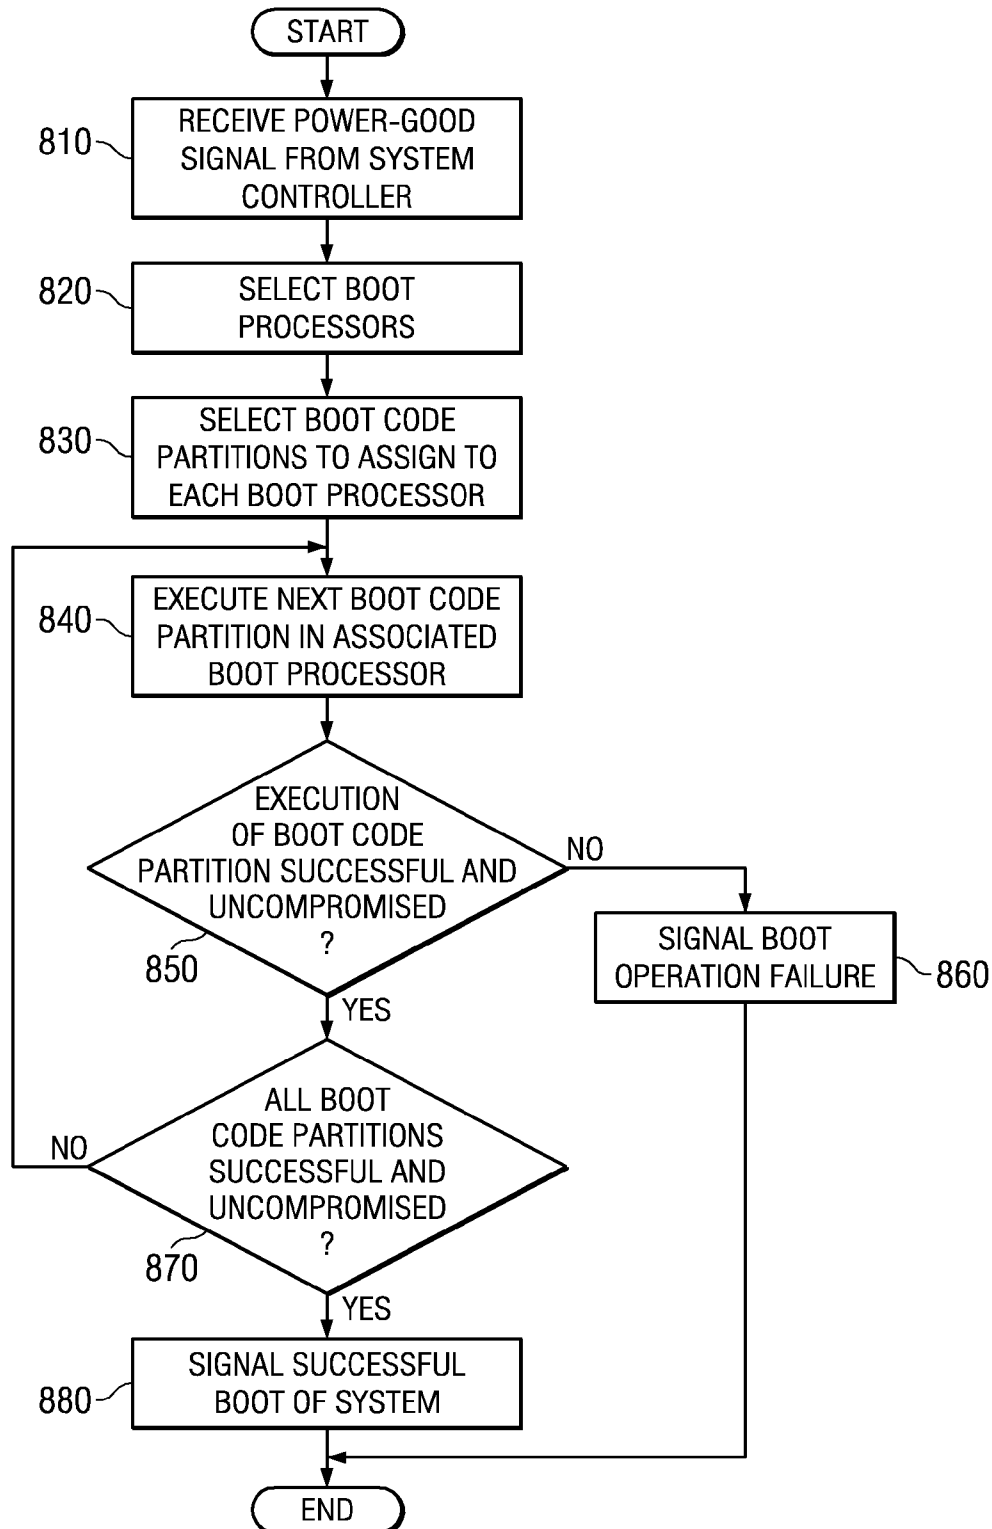 START
810
RECEIVE POWER-GOOD
SIGNAL FROM SYSTEM
CONTROLLER
820
SELECT BOOT
PROCESSORS
830
SELECT BOOT CODE
PARTITIONS TO ASSIGN TO
EACH BOOT PROCESSOR
840
EXECUTE NEXT BOOT CODE
PARTITION IN ASSOCIATED
BOOT PROCESSOR
EXECUTION
OF BOOT CODE
PARTITION SUCCESSFUL AND
UNCOMPROMISED
?
850
NO
SIGNAL BOOT
OPERATION FAILURE
860
YES
ALL BOOT
CODE PARTITIONS
SUCCESSFUL AND
UNCOMPROMISED
?
870
NO
YES
880
SIGNAL SUCCESSFUL
BOOT OF SYSTEM
END